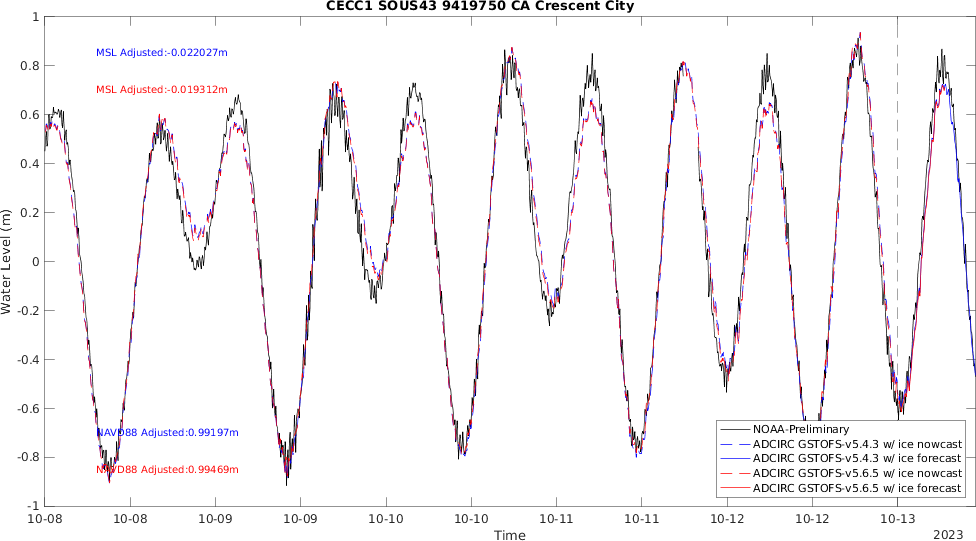 CECC1 SOUS43 9419750 CA Crescent City
1
0.8
0.6
0.4
0.2
0
-0.2
-0.4
-0.6
-0.8
-1
Water Level (m)
MSL Adjusted:-0.022027m
MSL Adjusted:-0.019312m
NAVD88 Adjusted:0.99197m
NAVD88 Adjusted:0.99469m
NOAA-Preliminary
ADCIRC GSTOFS-v5.4.3 w/ ice nowcast
ADCIRC GSTOFS-v5.4.3 w/ ice forecast
ADCIRC GSTOFS-v5.6.5 w/ ice nowcast
ADCIRC GSTOFS-v5.6.5 w/ ice forecast
10-08 10-08 10-09 10-09 10-10 10-10 10-11 10-11 10-12 10-12 10-13
Time
2023